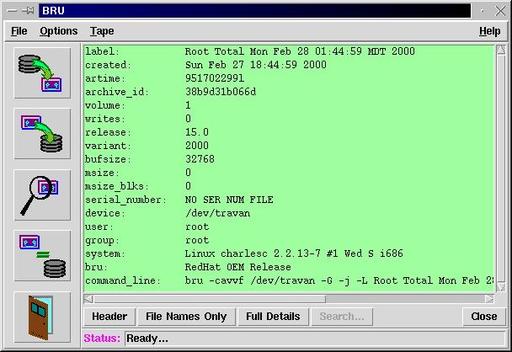 BRU
File Options Tape Help
label: Root Total Mon Feb 28 01:44:59 MDT 2000
created: Sun Feb 27 18:44:59 2000
artime: 951702299l
archive_id: 38b9d31b066d
volume: 1
writes: 0
release: 15.0
variant: 2000
bufsize: 32768
msize: 0
msize_blks: 0
serial_number: NO SER NUM FILE
device: /dev/travan
user: root
group: root
system: Linux charlesc 2.2.13-7 #1 Wed S i686
bru: RedHat OEM Release
command_line: bru -cavvf /dev/travan -G -j -L Root Total Mon Feb 28
Header File Names Only Full Details Search... Close
Status: Ready...